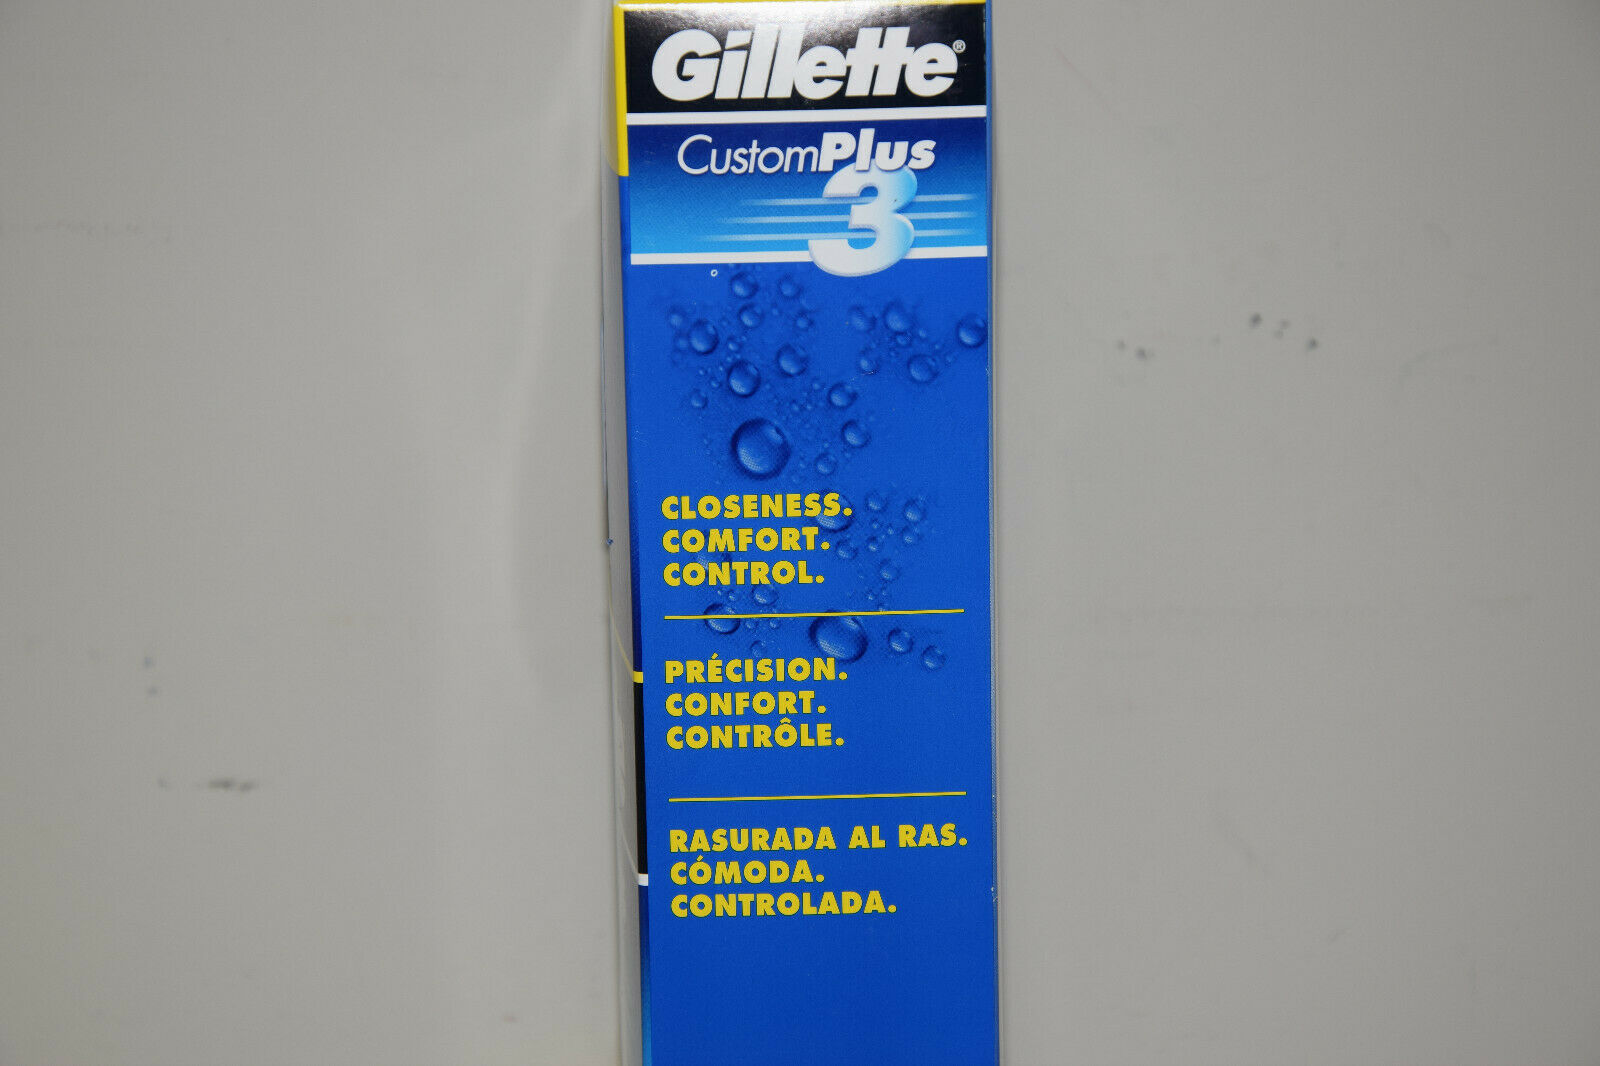 Gillette®
CustomPlus
3
CLOSENESS.
COMFORT.
CONTROL.
PRÉCISION.
CONFORT.
CONTRÔLE.
RASURADA AL RAS.
CÓMODA.
CONTROLADA.